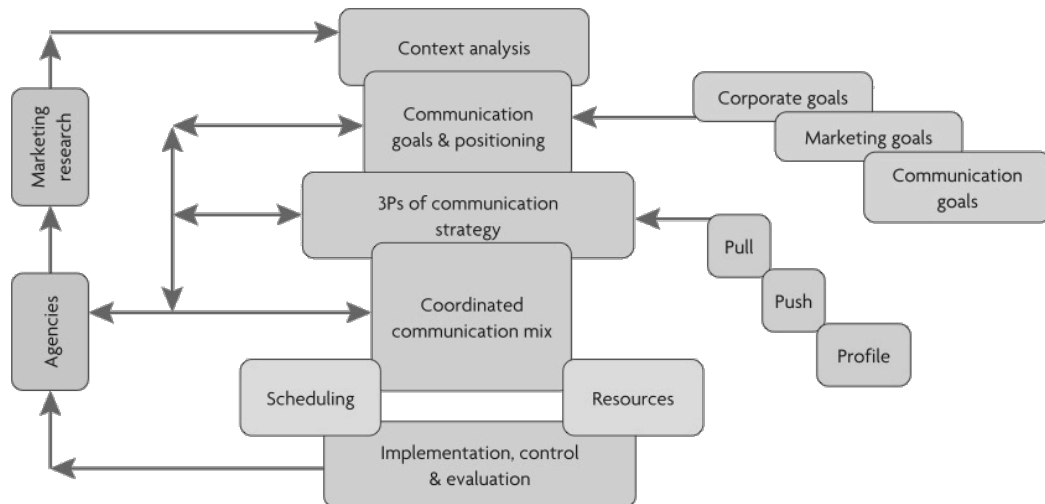 Context analysis
Marketing
research
Communication
goals & positioning
Corporate goals
Marketing goals
Communication
goals
3Ps of communication
strategy
Pull
Push
Profile
Agencies
Coordinated
communication mix
Scheduling
Resources
Implementation, control
& evaluation